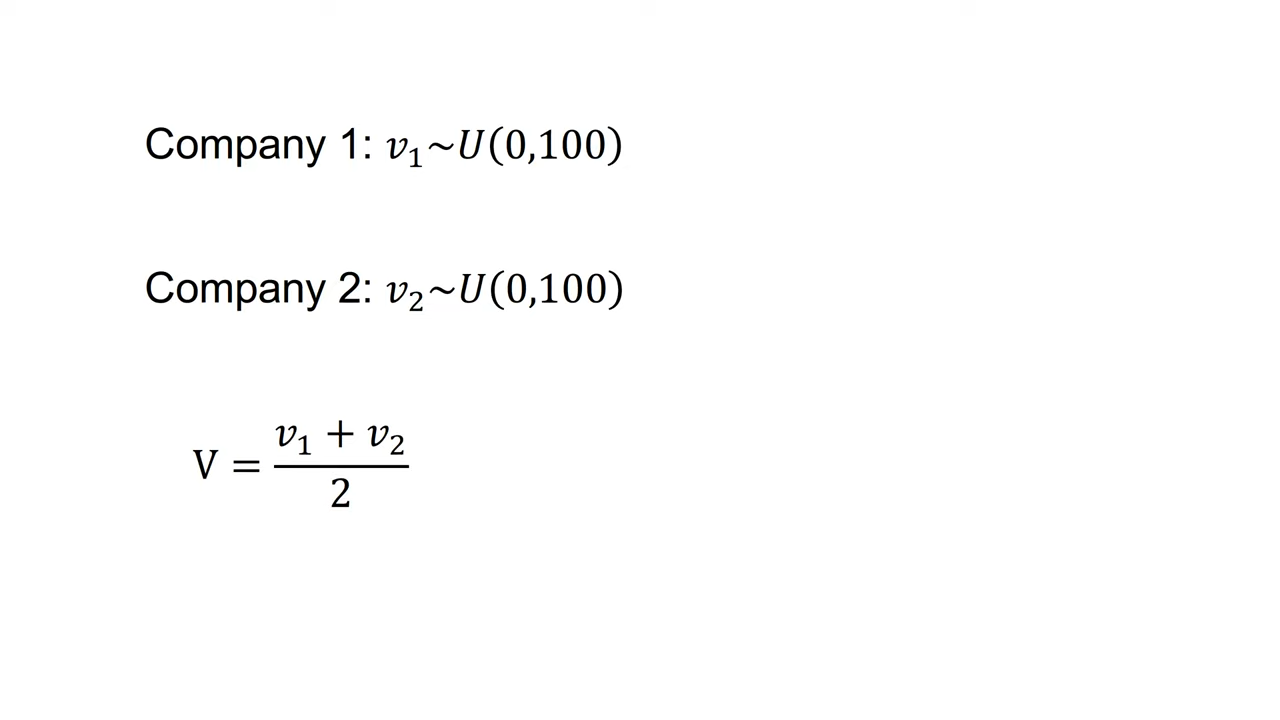 Company 1: v₁~U(0,100)
Company 2: v₂~U(0,100)
V = (v₁ + v₂)/2